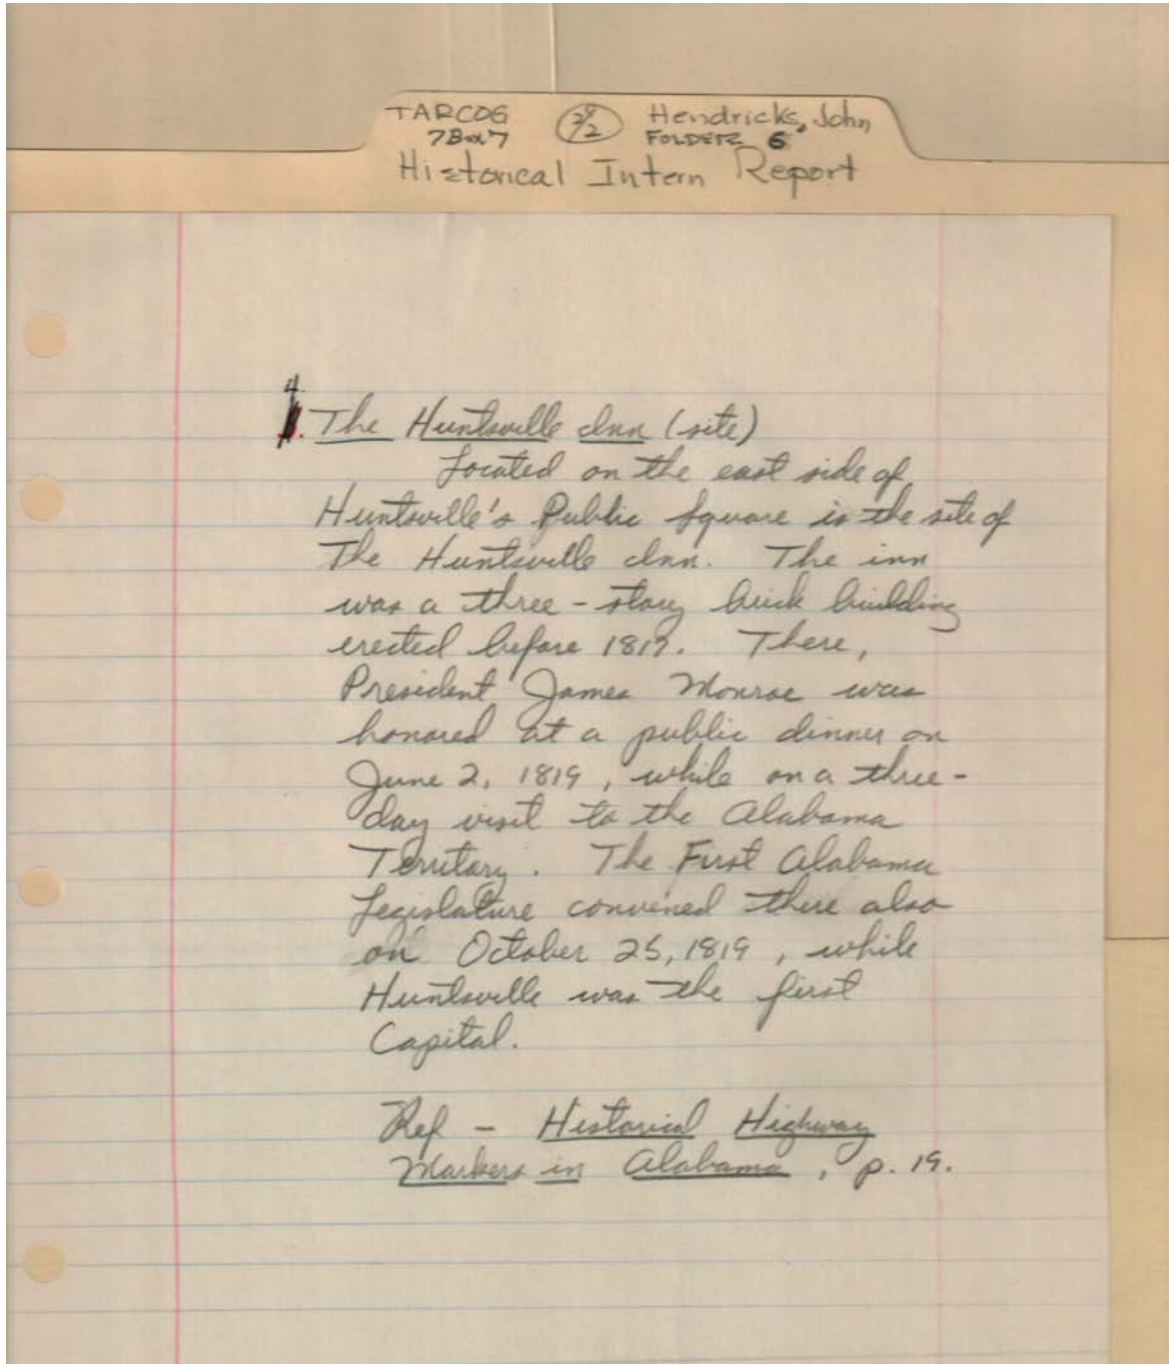 TARCOG Hendricks, John
7Box7 FOLDER 6
Historical Intern Report
4.
The Huntsville Inn (site)
Located on the east side of
Huntsville's Public Square is the site of
The Huntsville Inn. The inn
was a three-story brick building
erected before 1819. There,
President James Monroe was
honored at a public dinner on
June 2, 1819, while on a three-
day visit to the Alabama
Territory. The First Alabama
Legislature convened there also
on October 25, 1819, while
Huntsville was the first
Capital.
Ref - Historical Highway
Markers in Alabama, p. 19.